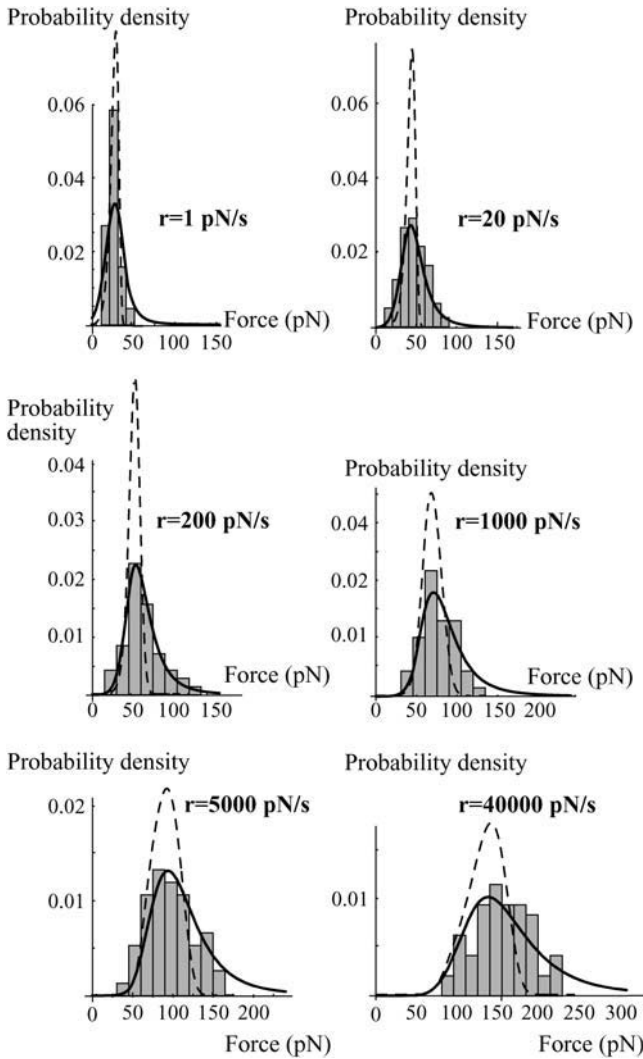 Probability density
0.06
0.04
0.02
r=1 pN/s
Force (pN)
0 50 100 150
Probability density
0.06
0.04
0.02
r=20 pN/s
Force (pN)
0 50 100 150
Probability
density
0.04
0.03
0.02
0.01
r=200 pN/s
Force (pN)
0 50 100 150
Probability density
0.04
0.02
0.01
r=1000 pN/s
Force (pN)
0 50 100 150 200
Probability density
0.02
0.01
r=5000 pN/s
0 50 100 150 200
Force (pN)
Probability density
0.01
r=40000 pN/s
0 50 100 150 200 250 300
Force (pN)